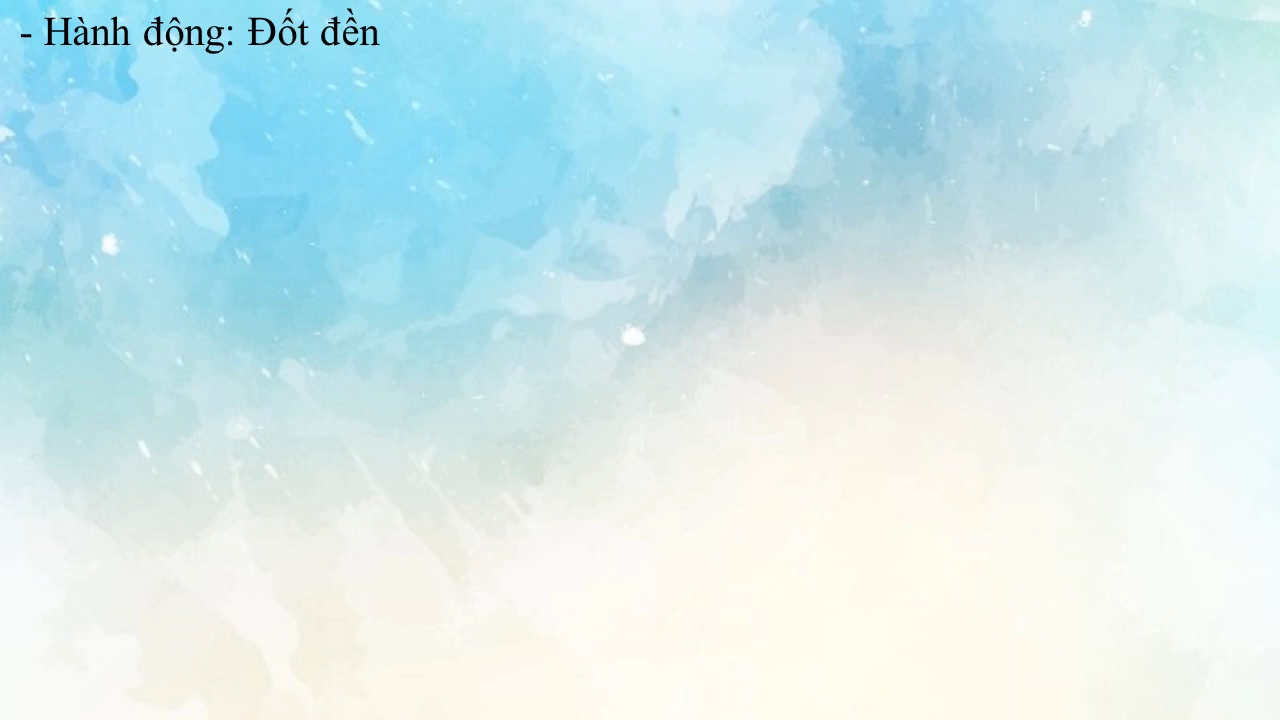 - Hành động: Đốt đền